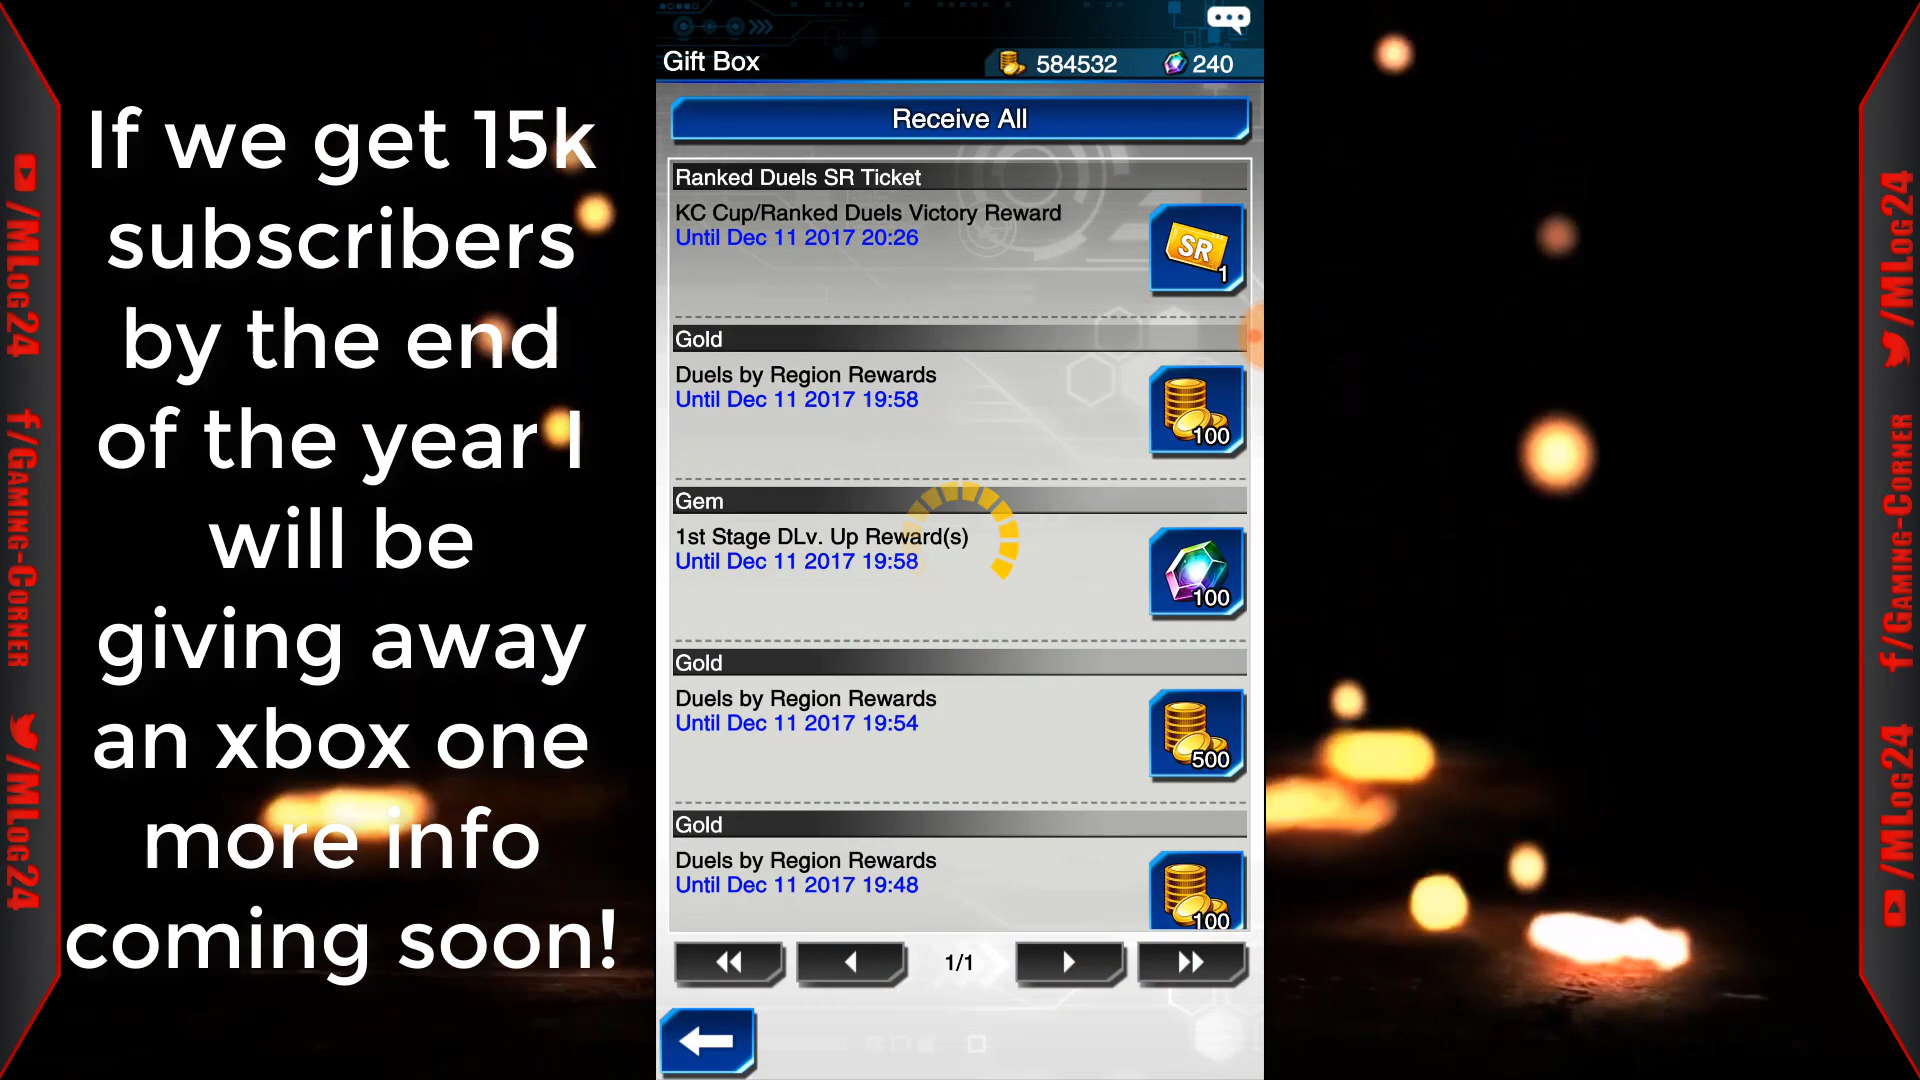 If we get 15k
subscribers
by the end
of the year I
will be
giving away
an xbox one
more info
coming soon!
Gift Box
584532
240
Receive All
Ranked Duels SR Ticket
KC Cup/Ranked Duels Victory Reward
Until Dec 11 2017 20:26
SR
1
Gold
Duels by Region Rewards
Until Dec 11 2017 19:58
100
Gem
1st Stage DLv. Up Reward(s)
Until Dec 11 2017 19:58
100
Gold
Duels by Region Rewards
Until Dec 11 2017 19:54
500
Gold
Duels by Region Rewards
Until Dec 11 2017 19:48
100
1/1
/MLog24
f/Gaming-Corner
/MLog24
/MLog24
f/Gaming-Corner
/MLog24